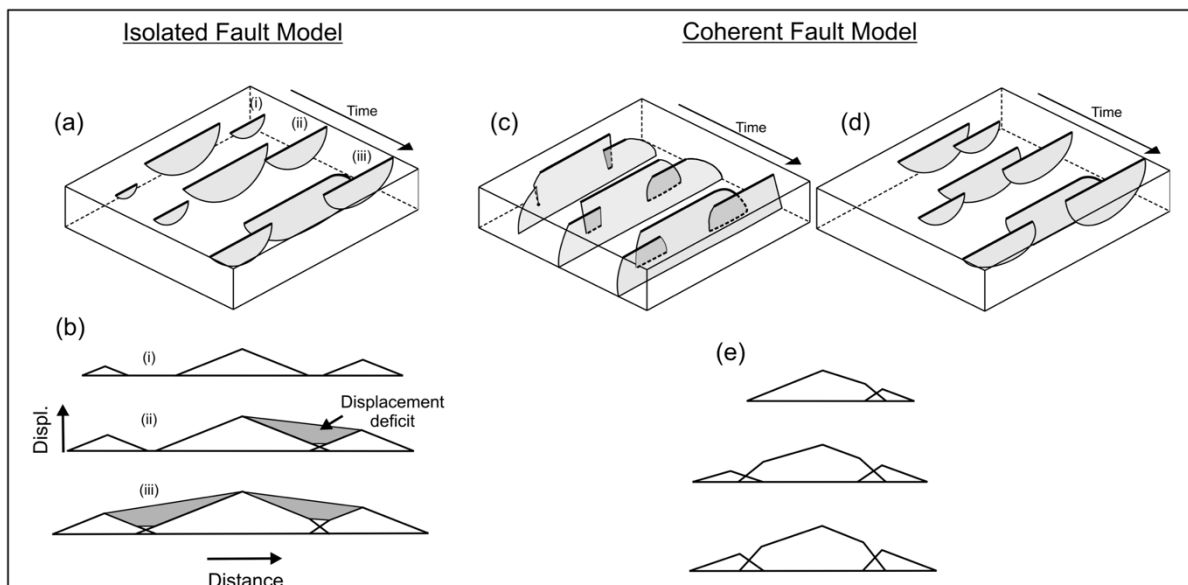 Isolated Fault Model
Coherent Fault Model
(a)
(i)
(ii)
(iii)
Time
(c)
Time
(d)
Time
(b)
(i)
Displ.
(ii)
Displacement
deficit
(iii)
Distance
(e)